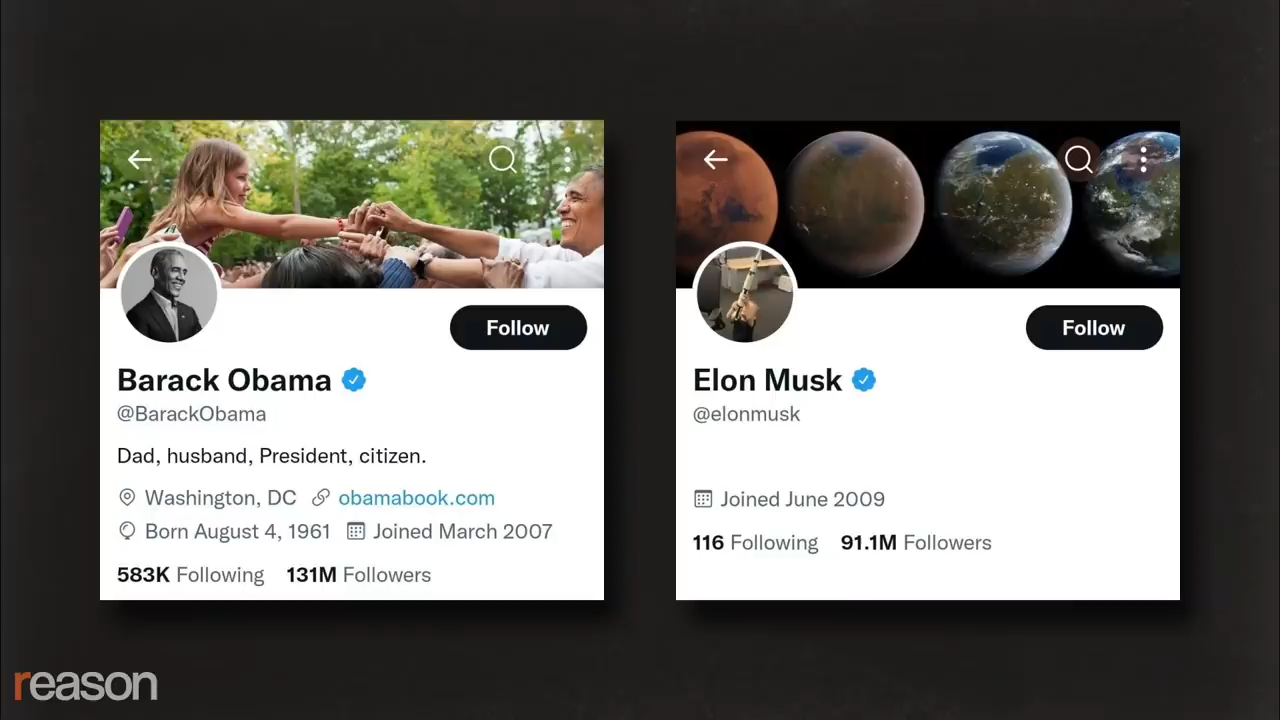 Follow
Barack Obama
@BarackObama
Dad, husband, President, citizen.
Washington, DC obamabook.com
Born August 4, 1961 Joined March 2007
583K Following 131M Followers
Follow
Elon Musk
@elonmusk
Joined June 2009
116 Following 91.1M Followers
reason